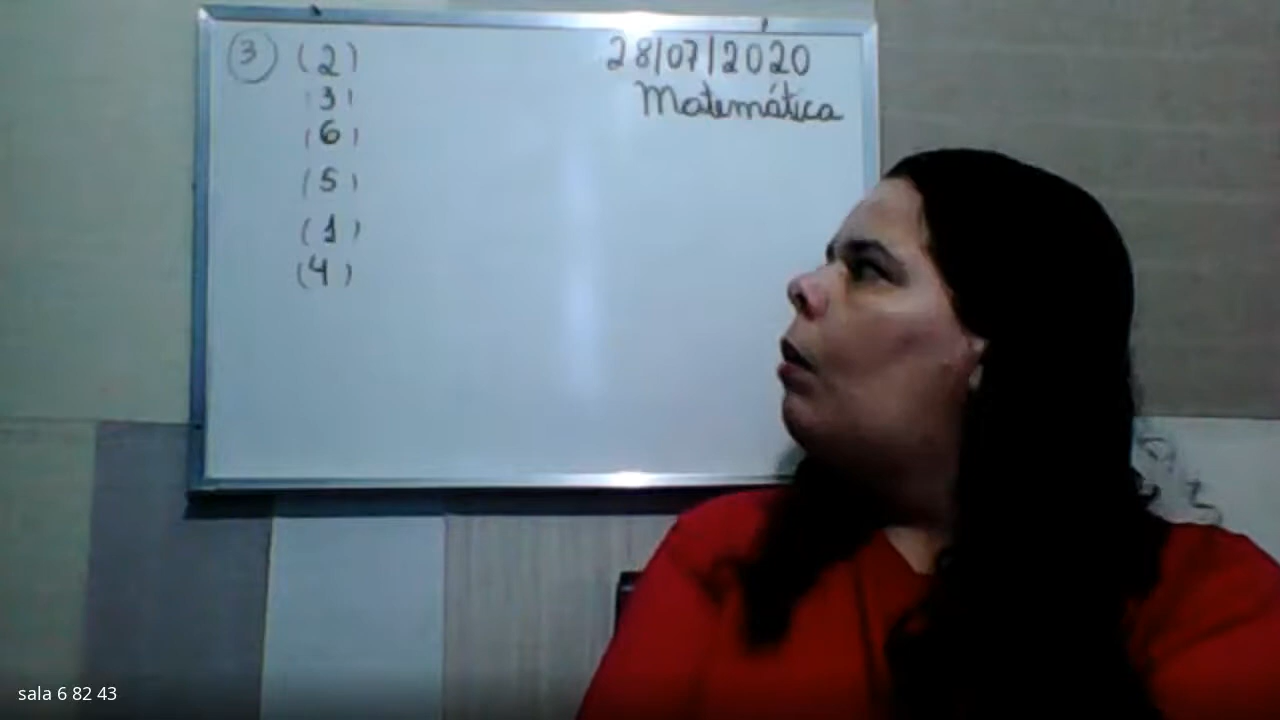 3 (2) 28/07/2020
(3) Matemática
(6)
(5)
(1)
(4)
sala 6 82 43